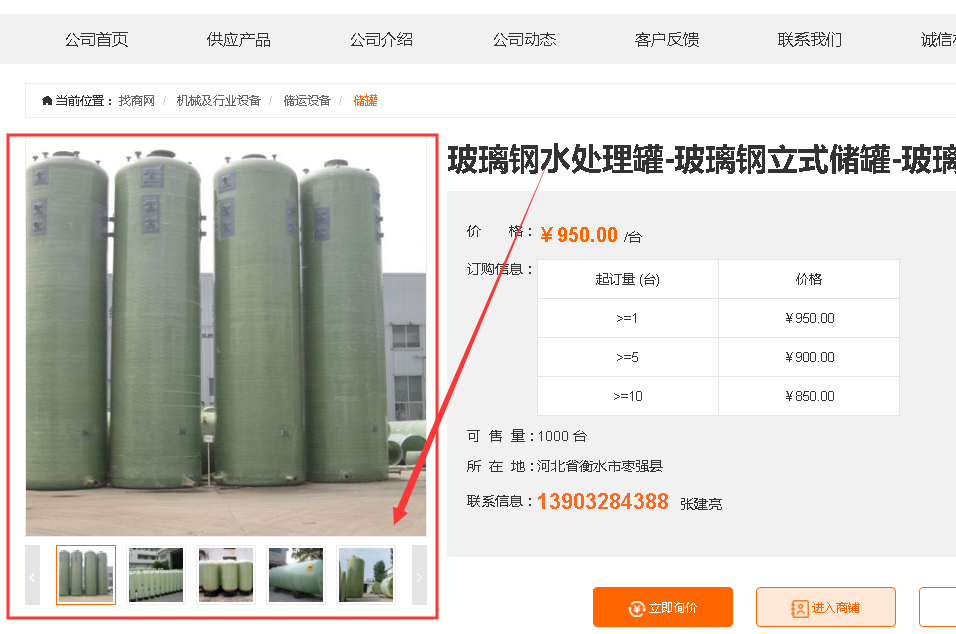 公司首页 供应产品 公司介绍 公司动态 客户反馈 联系我们 诚信
当前位置： 找商网 / 机械及行业设备 / 储运设备 / 储罐
玻璃钢水处理罐-玻璃钢立式储罐-玻璃
价 格： ¥950.00 /台
订购信息：
起订量 (台) 价格
>=1 ¥950.00
>=5 ¥900.00
>=10 ¥850.00
可 售 量：1000 台
所 在 地：河北省衡水市枣强县
联系信息：13903284388 张建亮
立即询价 进入商铺